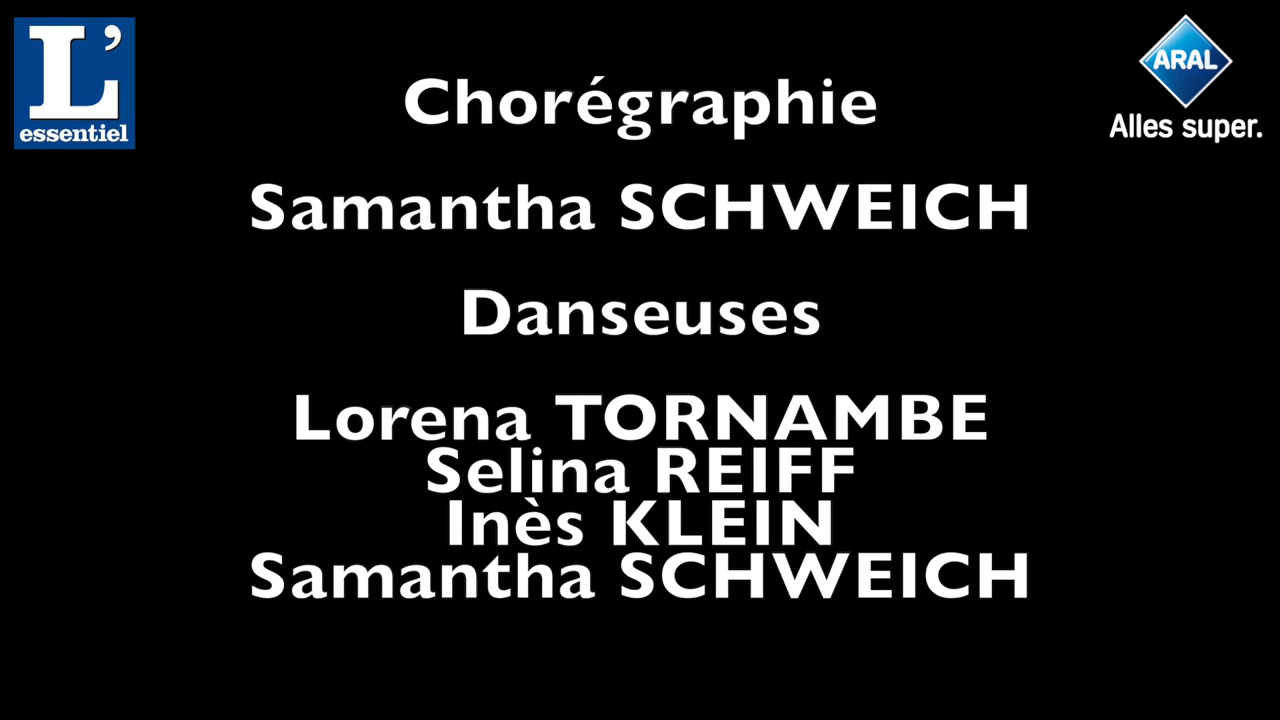 L'
essentiel
ARAL
Alles super.
Chorégraphie
Samantha SCHWEICH
Danseuses
Lorena TORNAMBE
Selina REIFF
Inès KLEIN
Samantha SCHWEICH